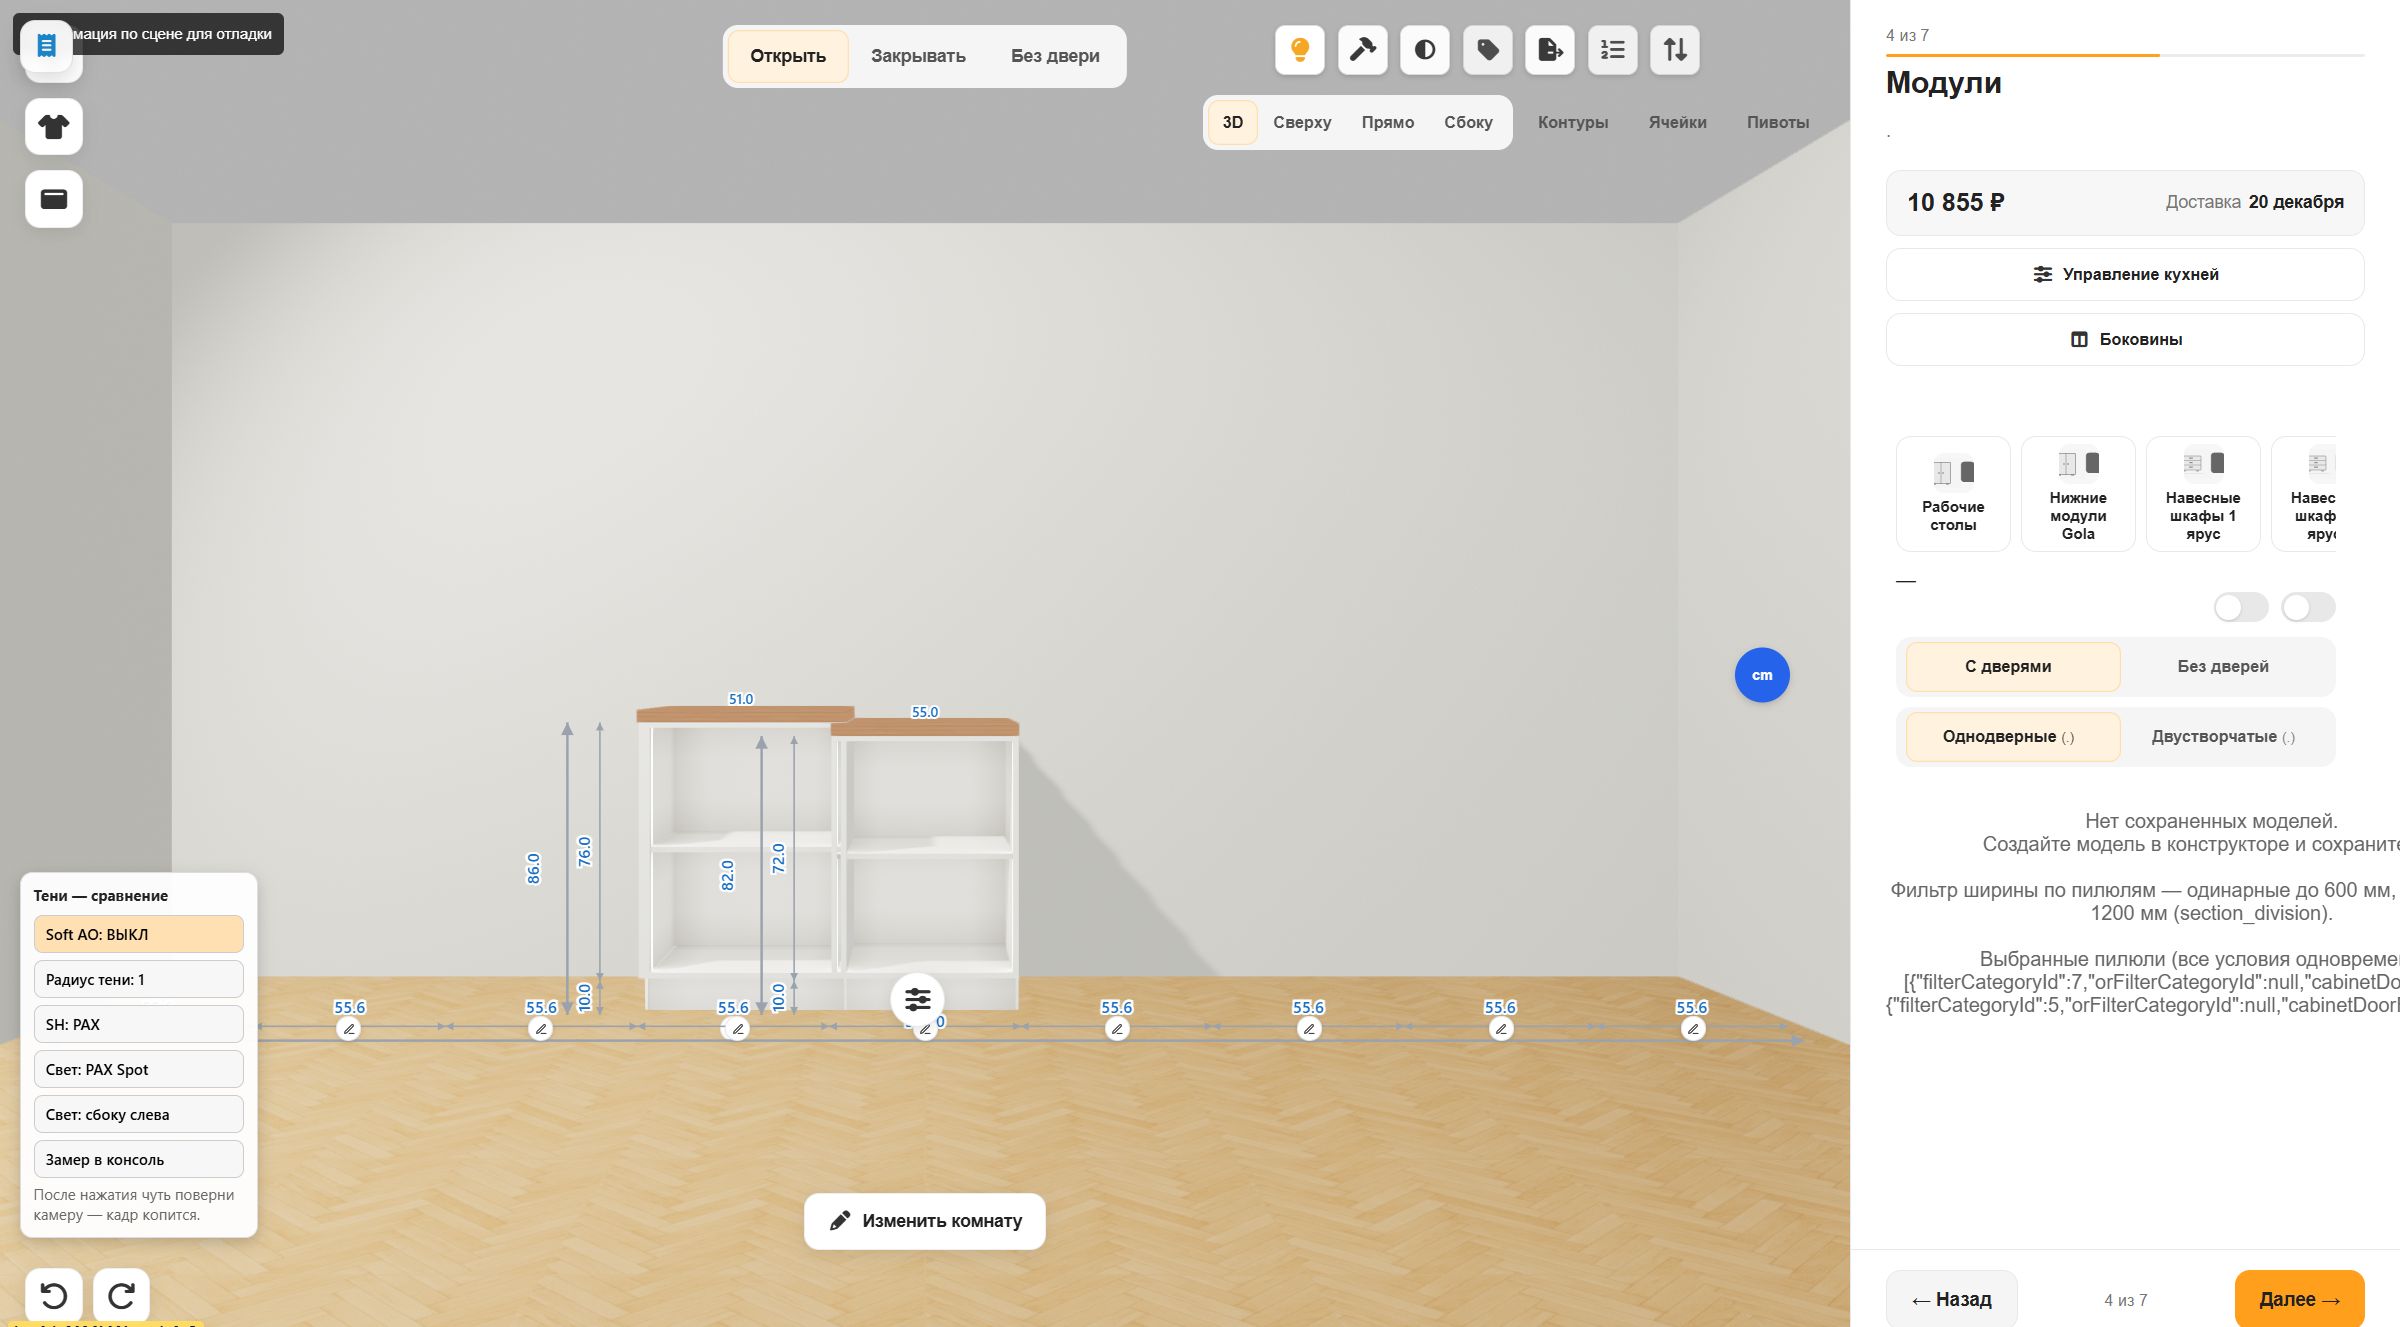 мация по сцене для отладки
Открыть Закрывать Без двери
3D Сверху Прямо Сбоку Контуры Ячейки Пивоты
51.0
55.0
86.0
76.0
82.0
72.0
10.0
10.0
55.6
55.6
55.6
55.6
55.6
55.6
55.6
cm
Тени — сравнение
Soft AO: ВЫКЛ
Радиус тени: 1
SH: PAX
Свет: PAX Spot
Свет: сбоку слева
Замер в консоль
После нажатия чуть поверни
камеру — кадр копится.
Изменить комнату
4 из 7
Модули
.
10 855 ₽ Доставка 20 декабря
Управление кухней
Боковины
Рабочие
столы
Нижние
модули
Gola
Навесные
шкафы 1
ярус
Навес
шкаф
ярус
—
С дверями Без дверей
Однодверные (.) Двустворчатые (.)
Нет сохраненных моделей.
Создайте модель в конструкторе и сохраните
Фильтр ширины по пилюлям — одинарные до 600 мм,
1200 мм (section_division).
Выбранные пилюли (все условия одновремен
[{"filterCategoryId":7,"orFilterCategoryId":null,"cabinetDo
{"filterCategoryId":5,"orFilterCategoryId":null,"cabinetDoorl
← Назад 4 из 7 Далее →